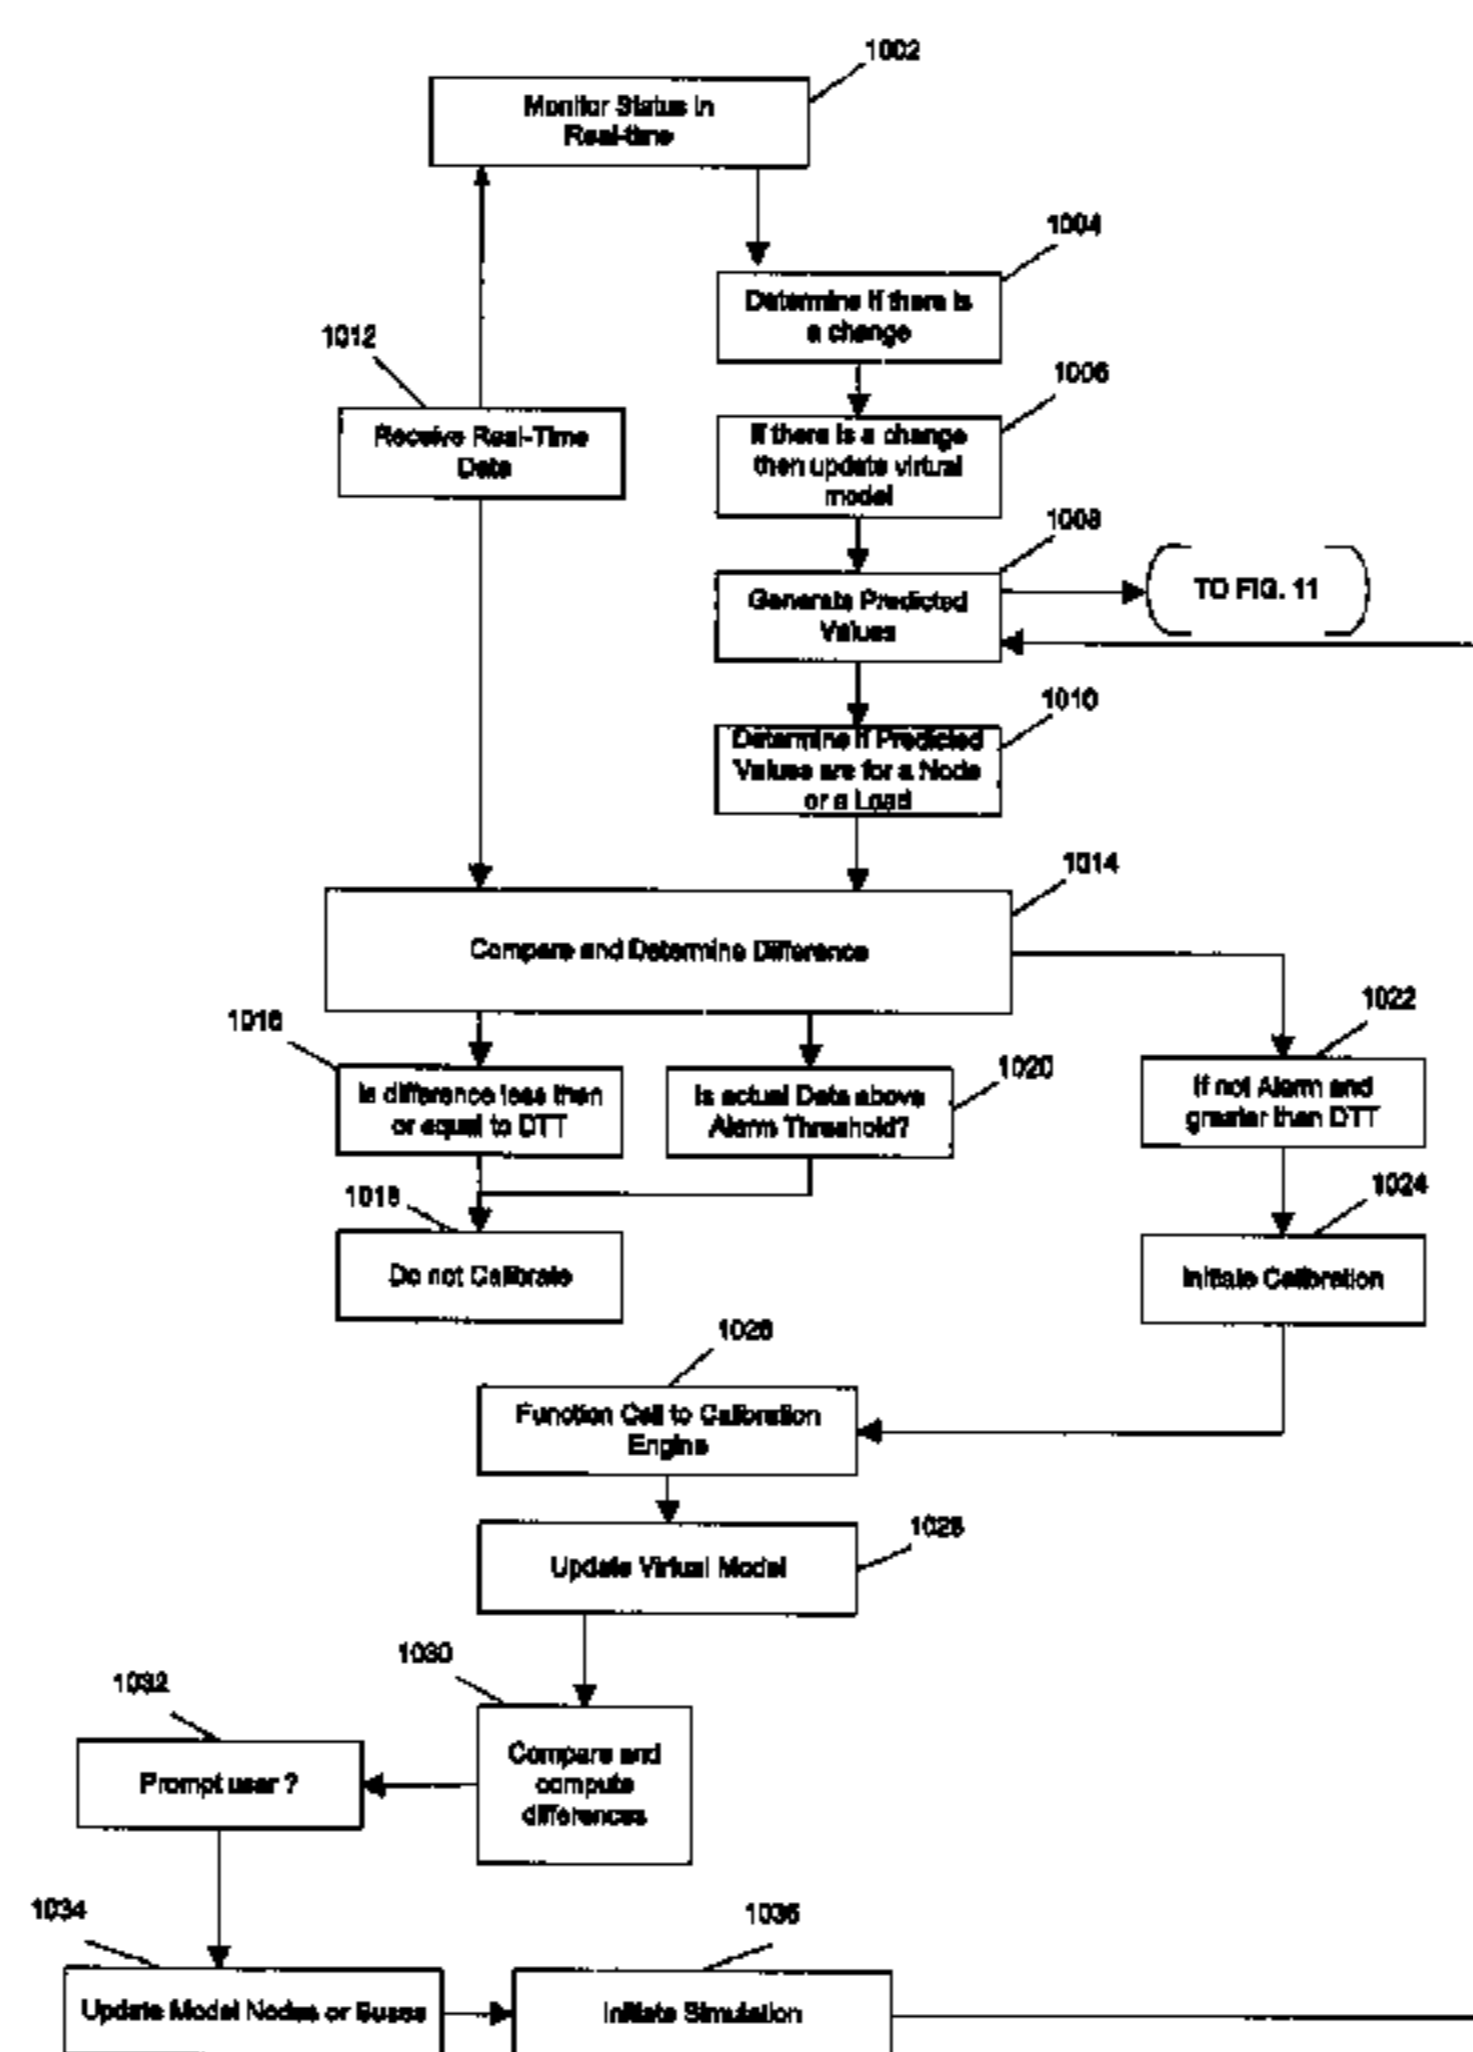 1002
Monitor Status in
Real-time
1004
Determine if there is
a change
1012
Receive Real-Time
Data
1006
If there is a change
then update virtual
model
1008
Generate Predicted
Values
TO FIG. 11
1010
Determine if Predicted
Values are for a Node
or a Load
1014
Compare and Determine Difference
1016
Is difference less then
or equal to DTT
1020
Is actual Data above
Alarm Threshold?
1022
If not Alarm and
greater than DTT
1018
Do not Calibrate
1024
Initiate Calibration
1026
Function Call to Calibration
Engine
1028
Update Virtual Model
1030
Compare and
compute
differences
1032
Prompt user ?
1034
Update Model Nodes or Buses
1036
Initiate Simulation